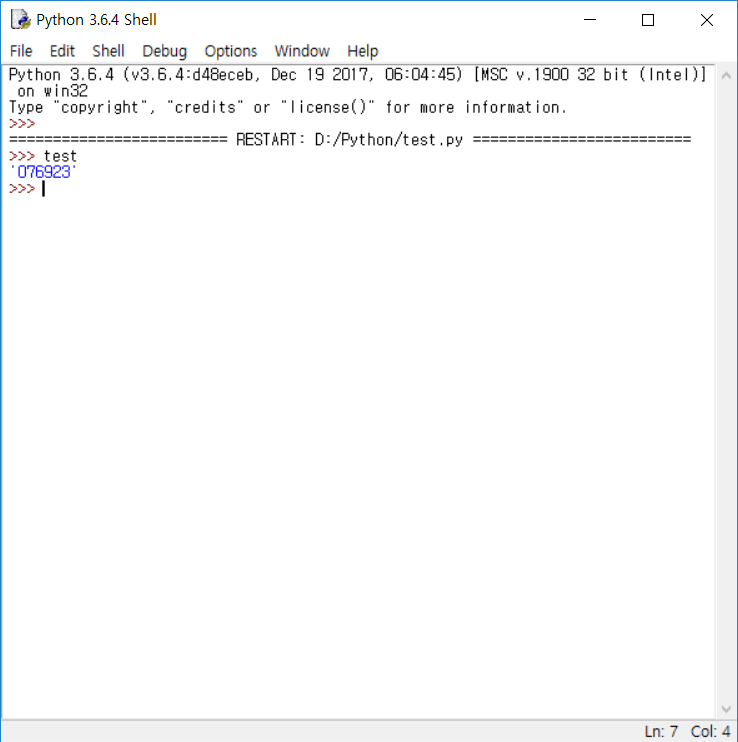 Python 3.6.4 Shell
File Edit Shell Debug Options Window Help
Python 3.6.4 (v3.6.4:d48eceb, Dec 19 2017, 06:04:45) [MSC v.1900 32 bit (Intel)]
on win32
Type "copyright", "credits" or "license()" for more information.
>>>
========================= RESTART: D:/Python/test.py =========================
>>> test
'076923'
>>>
Ln: 7 Col: 4